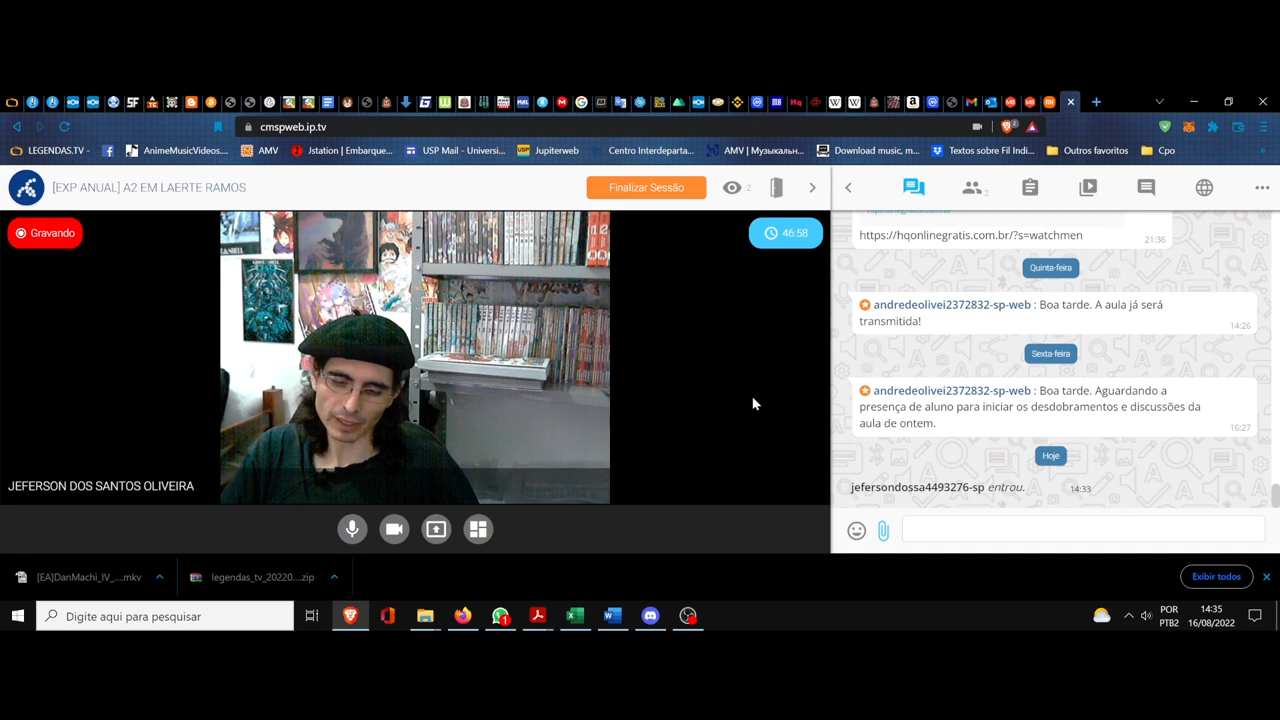 cmspweb.ip.tv
2
LEGENDAS.TV -
AnimeMusicVideos...
AMV
Jstation | Embarque...
USP Mail - Universi...
Jupiterweb
Centro Interdeparta...
AMV | Музыкальн...
Download music, m...
Textos sobre Fil Indi...
Outros favoritos
Cpo
[EXP ANUAL] A2 EM LAERTE RAMOS
Finalizar Sessão
2
2
Gravando
46:58
https://hqonlinegratis.com.br/?s=watchmen
21:36
Quinta-feira
andredeolivei2372832-sp-web : Boa tarde. A aula já será
transmitida!
14:26
Sexta-feira
andredeolivei2372832-sp-web : Boa tarde. Aguardando a
presença de aluno para iniciar os desdobramentos e discussões da
aula de ontem.
16:27
Hoje
jefersondossa4493276-sp entrou.
14:33
JEFERSON DOS SANTOS OLIVEIRA
[EA]DanMachi_IV_....mkv
legendas_tv_20220....zip
Exibir todos
Digite aqui para pesquisar
1
POR
PTB2
14:35
16/08/2022